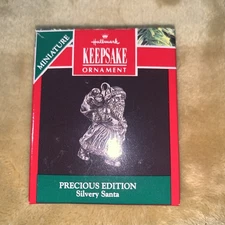 MINIATURE
Hallmark
KEEPSAKE
ORNAMENT
PRECIOUS EDITION
Silvery Santa